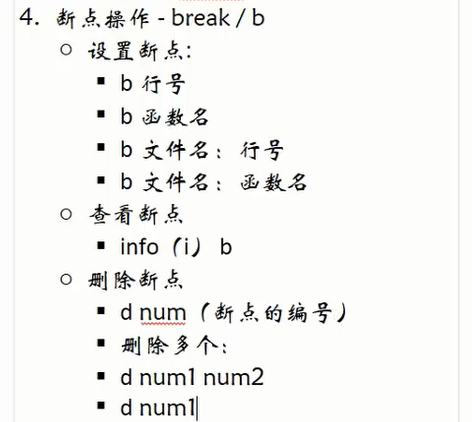 4. 断点操作 - break / b
○ 设置断点:
▪ b 行号
▪ b 函数名
▪ b 文件名：行号
▪ b 文件名：函数名
○ 查看断点
▪ info（i） b
○ 删除断点
▪ d num（断点的编号）
▪ 删除多个:
▪ d num1 num2
▪ d num1